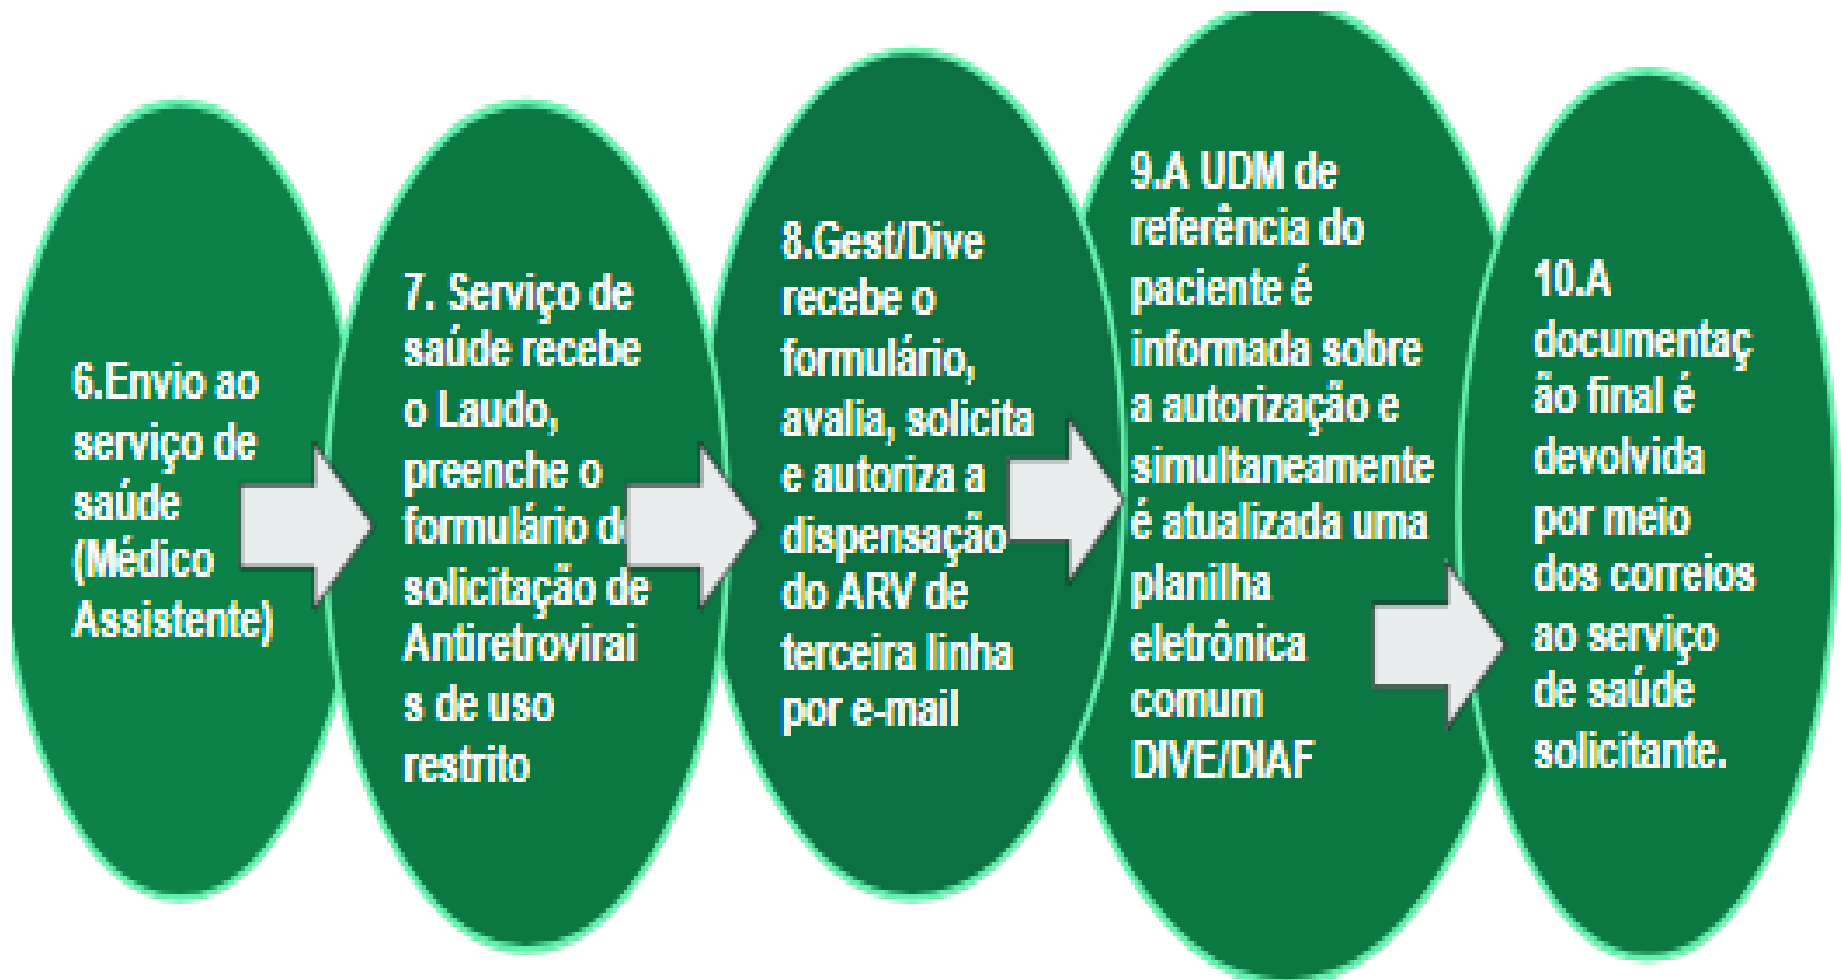 6.Envio ao
serviço de
saúde
(Médico
Assistente)
7. Serviço de
saúde recebe
o Laudo,
preenche o
formulário de
solicitação de
Antiretrovirai
s de uso
restrito
8.Gest/Dive
recebe o
formulário,
avalia, solicita
e autoriza a
dispensação
do ARV de
terceira linha
por e-mail
9.A UDM de
referência do
paciente é
informada sobre
a autorização e
simultaneamente
é atualizada uma
planilha
eletrônica
comum
DIVE/DIAF
10.A
documentaç
ão final é
devolvida
por meio
dos correios
ao serviço
de saúde
solicitante.